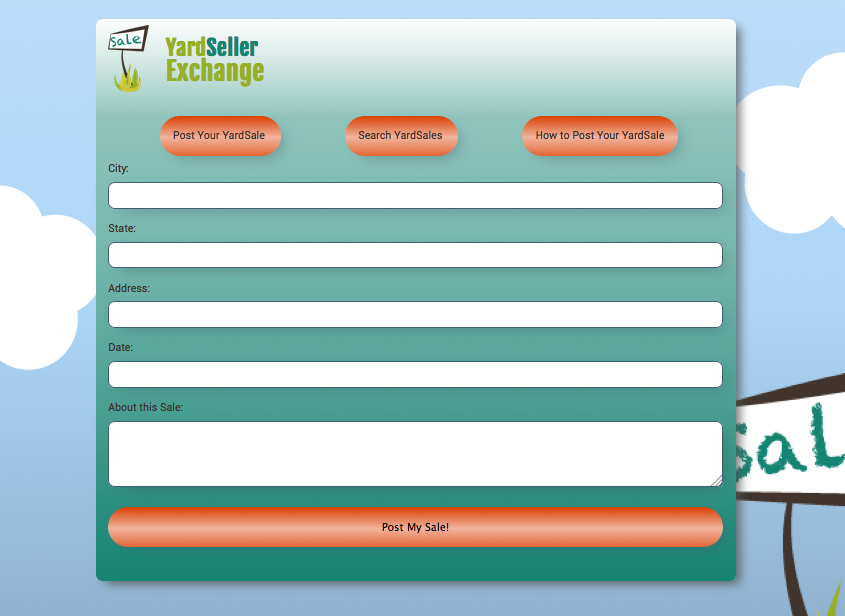 sale
YardSeller
Exchange
Post Your YardSale
Search YardSales
How to Post Your YardSale
City:
State:
Address:
Date:
About this Sale:
Sal
Post My Sale!